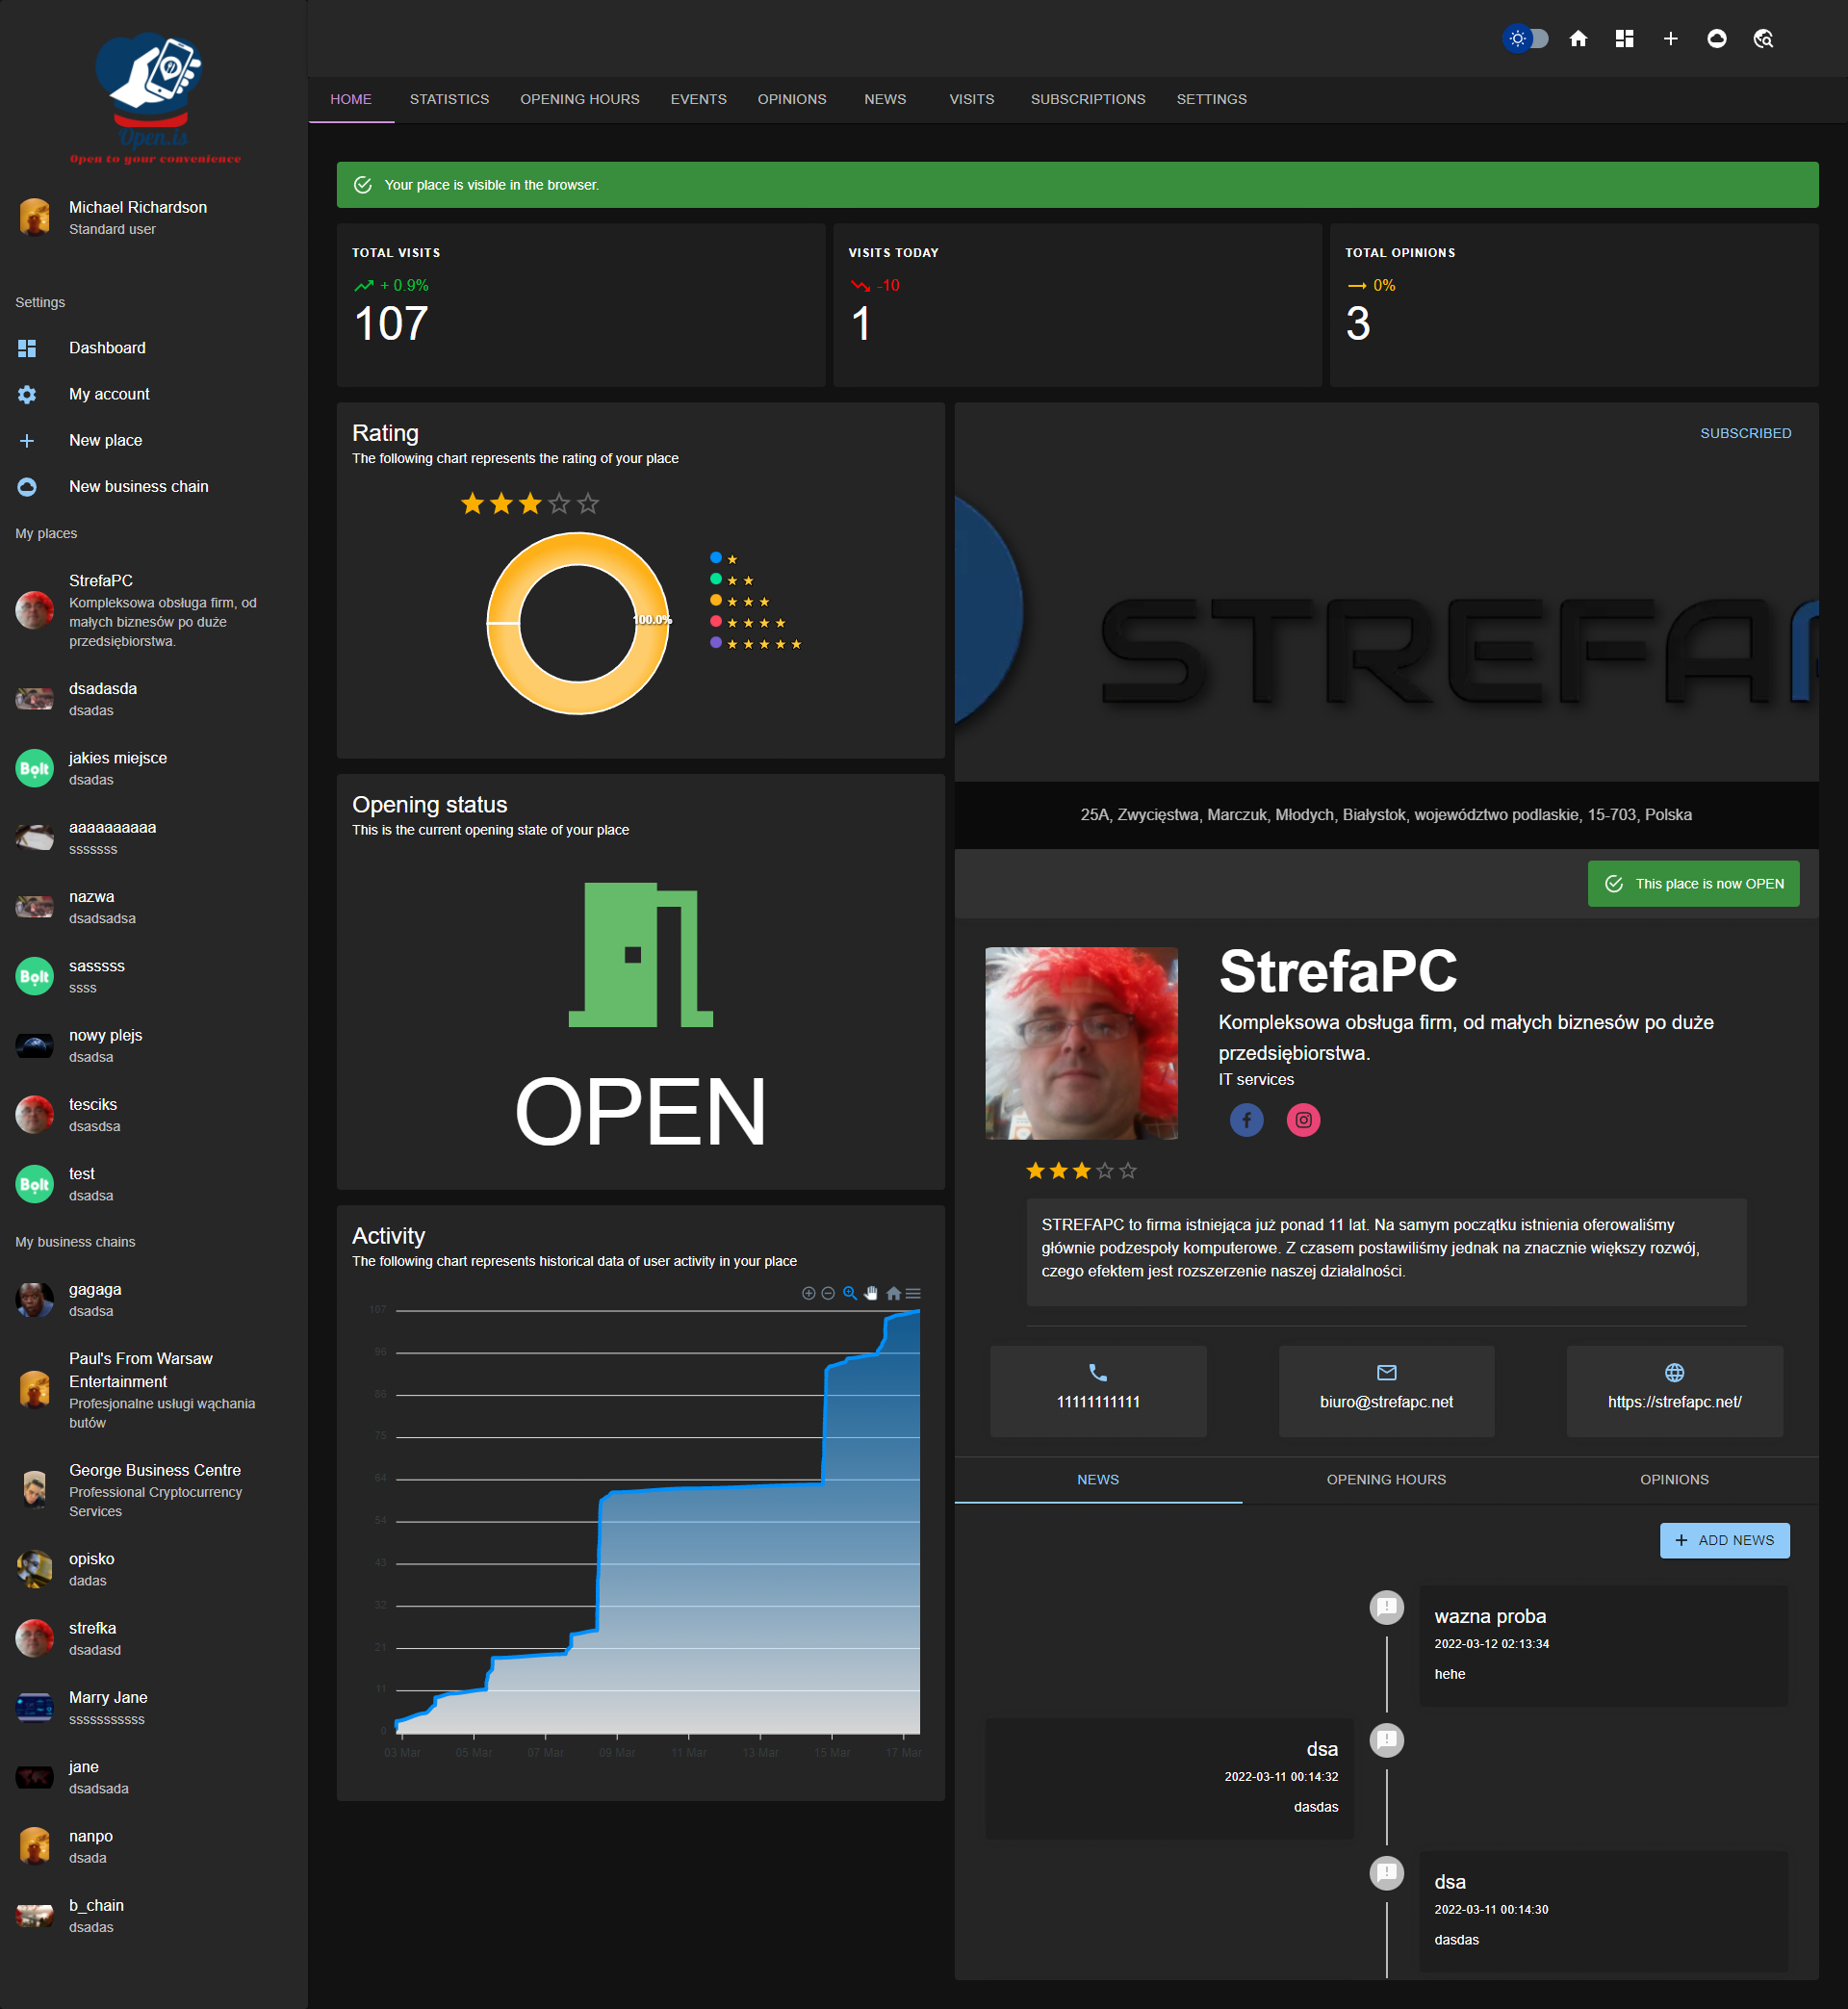 Open.is
Open to your convenience
Michael Richardson
Standard user
Settings
Dashboard
My account
New place
New business chain
My places
StrefaPC
Kompleksowa obsługa firm, od
małych biznesów po duże
przedsiębiorstwa.
dsadasda
dsadas
Bolt
jakies miejsce
dsadas
aaaaaaaaaa
sssssss
nazwa
dsadsadsa
Bolt
sasssss
ssss
nowy plejs
dsadsa
tesciks
dsasdsa
Bolt
test
dsadsa
My business chains
gagaga
dsadsa
Paul's From Warsaw
Entertainment
Profesjonalne usługi wąchania
butów
George Business Centre
Professional Cryptocurrency
Services
opisko
dadas
strefka
dsadasd
Marry Jane
sssssssssss
jane
dsadsada
nanpo
dsada
b_chain
dsadas
HOME
STATISTICS
OPENING HOURS
EVENTS
OPINIONS
NEWS
VISITS
SUBSCRIPTIONS
SETTINGS
Your place is visible in the browser.
TOTAL VISITS
+ 0.9%
107
VISITS TODAY
-10
1
TOTAL OPINIONS
0%
3
Rating
The following chart represents the rating of your place
100.0%
Opening status
This is the current opening state of your place
OPEN
Activity
The following chart represents historical data of user activity in your place
107
96
86
75
64
54
43
32
21
11
0
03 Mar
05 Mar
07 Mar
09 Mar
11 Mar
13 Mar
15 Mar
17 Mar
SUBSCRIBED
STREFA
25A, Zwycięstwa, Marczuk, Młodych, Białystok, województwo podlaskie, 15-703, Polska
This place is now OPEN
StrefaPC
Kompleksowa obsługa firm, od małych biznesów po duże
przedsiębiorstwa.
IT services
STREFAPC to firma istniejąca już ponad 11 lat. Na samym początku istnienia oferowaliśmy
głównie podzespoły komputerowe. Z czasem postawiliśmy jednak na znacznie większy rozwój,
czego efektem jest rozszerzenie naszej działalności.
11111111111
biuro@strefapc.net
https://strefapc.net/
NEWS
OPENING HOURS
OPINIONS
ADD NEWS
wazna proba
2022-03-12 02:13:34
hehe
dsa
2022-03-11 00:14:32
dasdas
dsa
2022-03-11 00:14:30
dasdas